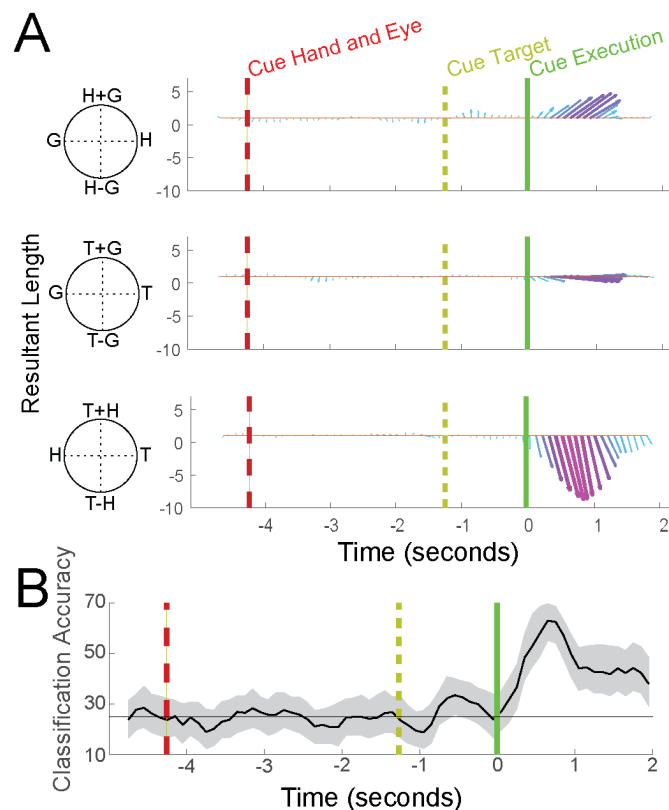 A
Cue Hand and Eye
Cue Target
Cue Execution
H+G
G
H
H-G
5
0
-10
T+G
G
T
T-G
5
0
-10
T+H
H
T
T-H
5
0
-5
-10
-4
-3
-2
-1
0
1
2
Resultant Length
Time (seconds)
B
Classification Accuracy
70
50
30
10
-4
-3
-2
-1
0
1
2
Time (seconds)